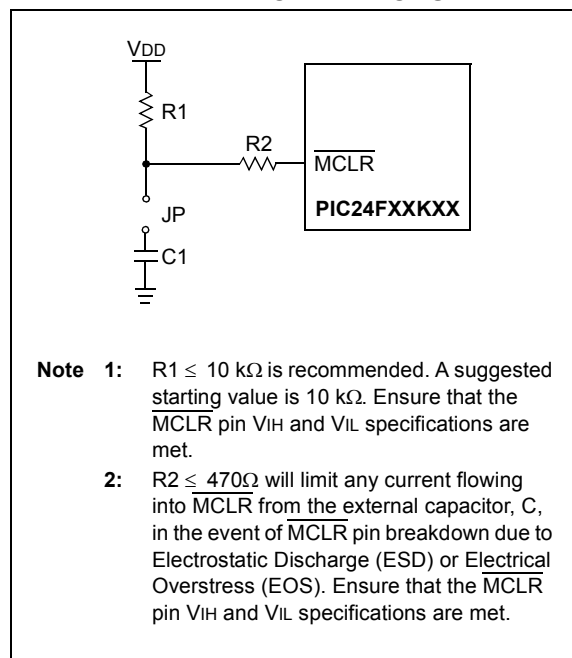 VDD
R1
R2
MCLR
JP
PIC24FXXKXX
C1
Note 1: R1 ≤ 10 kΩ is recommended. A suggested
starting value is 10 kΩ. Ensure that the
MCLR pin VIH and VIL specifications are
met.
2: R2 ≤ 470Ω will limit any current flowing
into MCLR from the external capacitor, C,
in the event of MCLR pin breakdown due to
Electrostatic Discharge (ESD) or Electrical
Overstress (EOS). Ensure that the MCLR
pin VIH and VIL specifications are met.